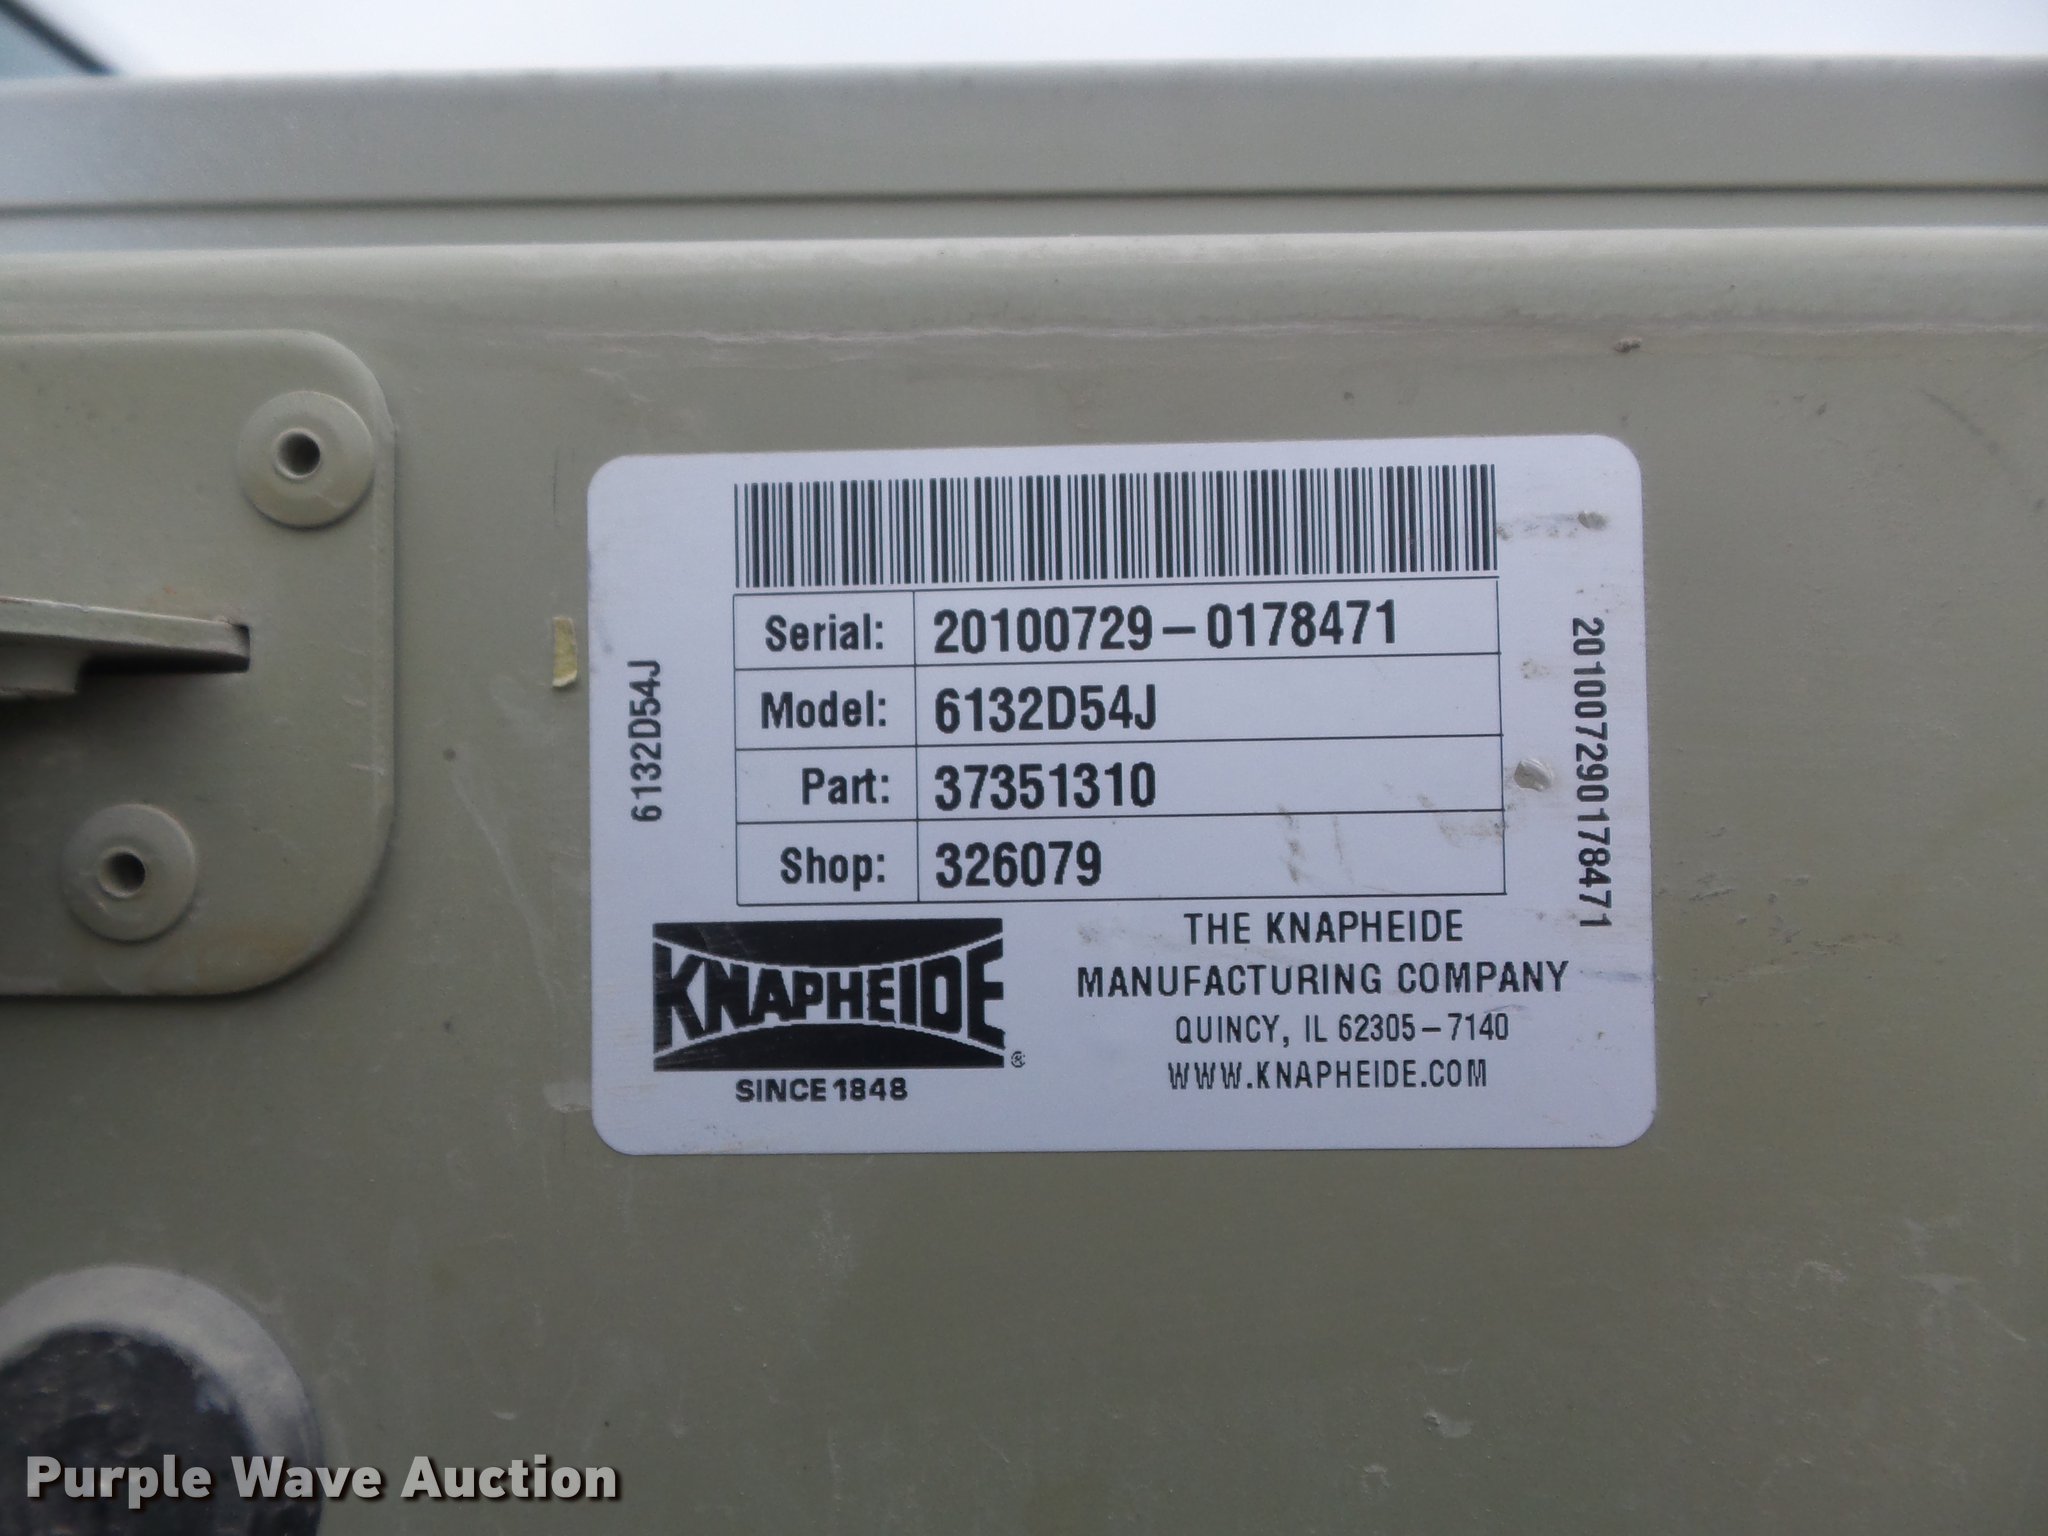 Serial: 20100729-0178471
Model: 6132D54J
Part: 37351310
Shop: 326079
6132D54J
201007290178471
KNAPHEIDE ®
SINCE 1848
THE KNAPHEIDE
MANUFACTURING COMPANY
QUINCY, IL 62305-7140
WWW.KNAPHEIDE.COM
Purple Wave Auction